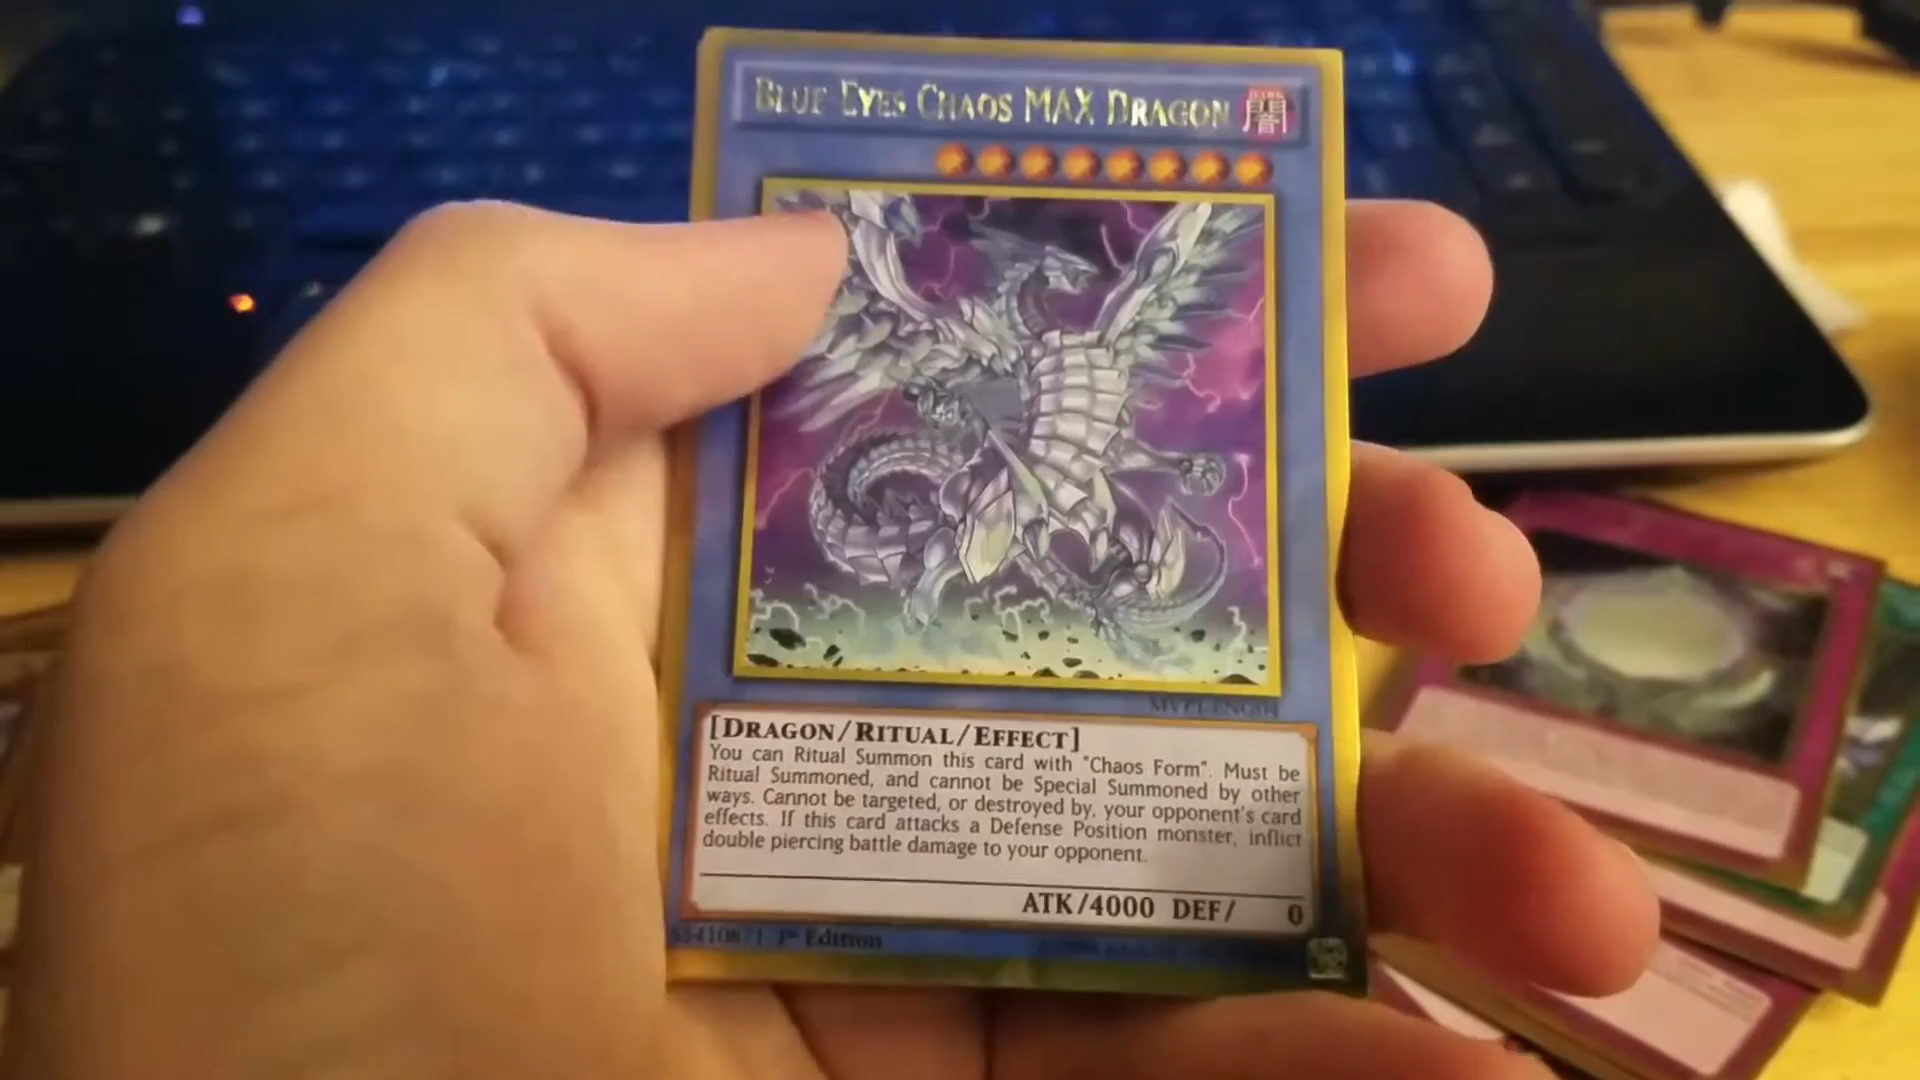 BLUE-EYES CHAOS MAX DRAGON
DARK
闇
MVP1-ENG04
[DRAGON/RITUAL/EFFECT]
You can Ritual Summon this card with "Chaos Form". Must be
Ritual Summoned, and cannot be Special Summoned by other
ways. Cannot be targeted, or destroyed by, your opponent's card
effects. If this card attacks a Defense Position monster, inflict
double piercing battle damage to your opponent.
ATK/4000 DEF/ 0
1st Edition